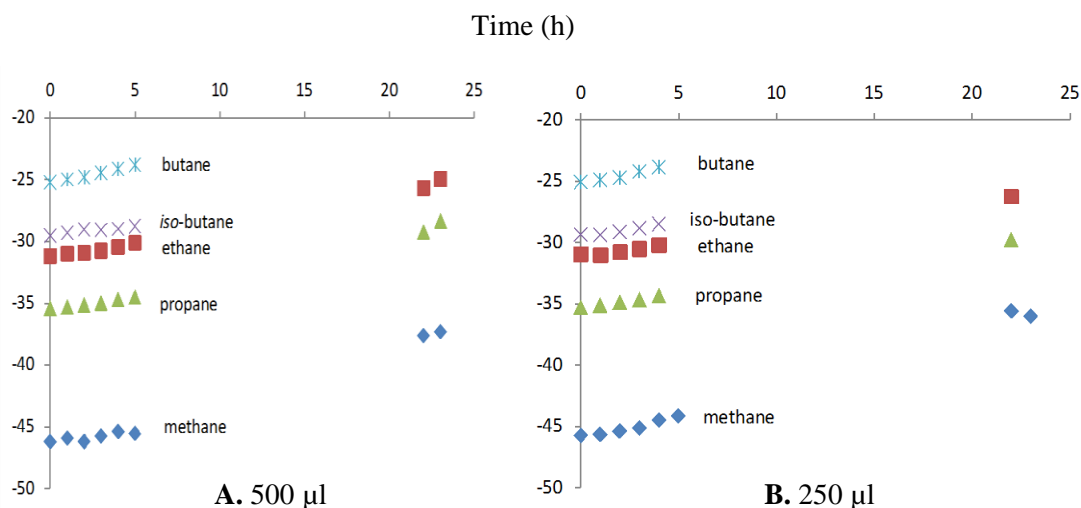 Time (h)
0 5 10 15 20 25
-20
-25
-30
-35
-40
-45
-50
butane
iso-butane
ethane
propane
methane
A. 500 µl
0 5 10 15 20 25
-20
-25
-30
-35
-40
-45
-50
butane
iso-butane
ethane
propane
methane
B. 250 µl